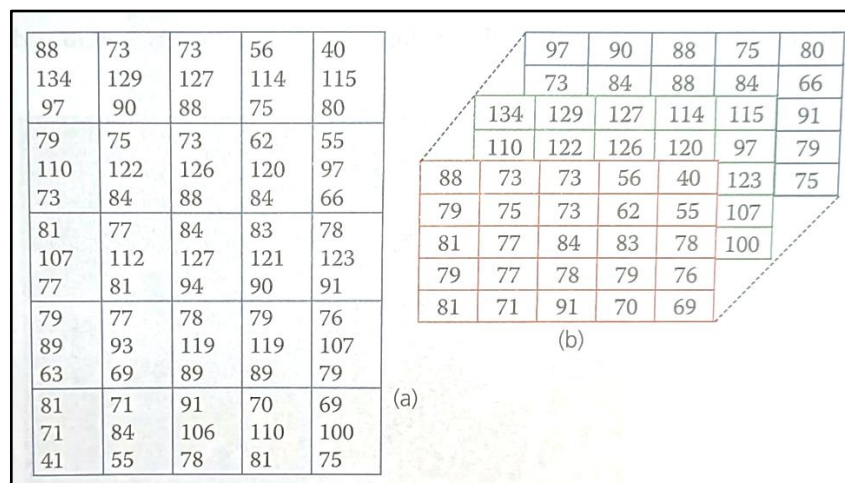 88 73 73 56 40
134 129 127 114 115
97 90 88 75 80
79 75 73 62 55
110 122 126 120 97
73 84 88 84 66
81 77 84 83 78
107 112 127 121 123
77 81 94 90 91
79 77 78 79 76
89 93 119 119 107
63 69 89 89 79
81 71 91 70 69
71 84 106 110 100
41 55 78 81 75
(a)
97 90 88 75 80
73 84 88 84 66
134 129 127 114 115 91
110 122 126 120 97 79
88 73 73 56 40 123 75
79 75 73 62 55 107
81 77 84 83 78 100
79 77 78 79 76
81 71 91 70 69
(b)